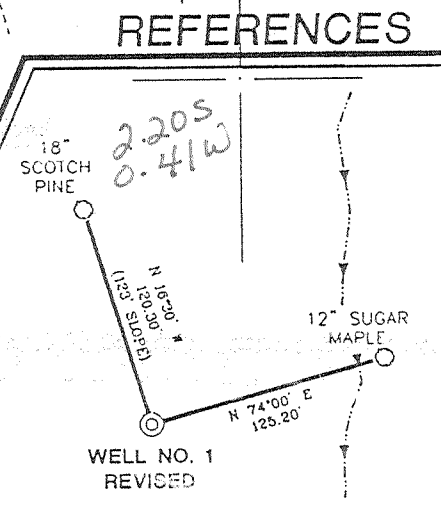 REFERENCES
2.20S
0.41W
18"
SCOTCH
PINE
N 16°30' W
120.30'
(123' SLOPE)
12" SUGAR
MAPLE
N 74°00' E
125.20'
WELL NO. 1
REVISED